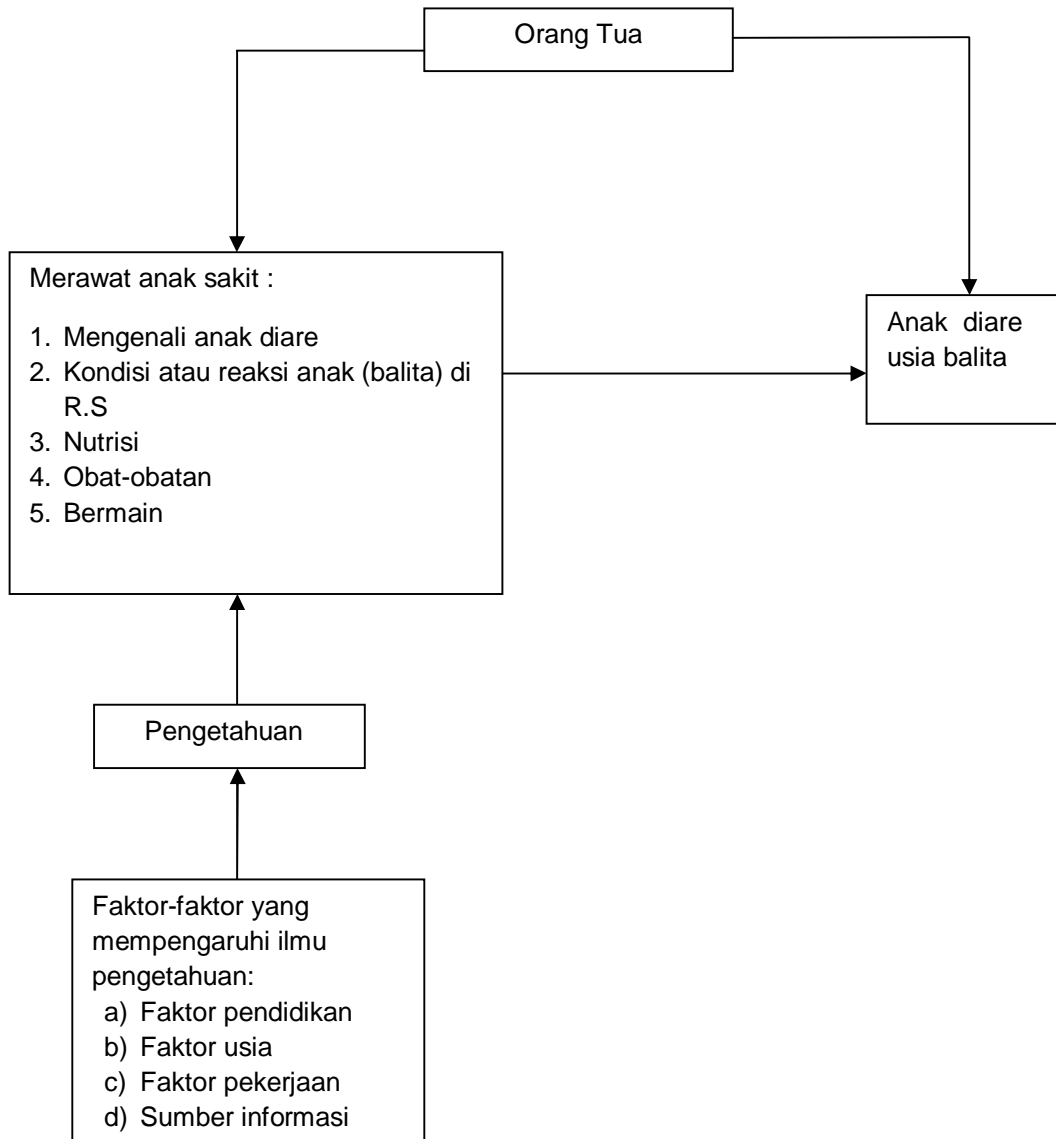 Orang Tua
Merawat anak sakit :
1. Mengenali anak diare
2. Kondisi atau reaksi anak (balita) di
R.S
3. Nutrisi
4. Obat-obatan
5. Bermain
Anak diare
usia balita
Pengetahuan
Faktor-faktor yang
mempengaruhi ilmu
pengetahuan:
a) Faktor pendidikan
b) Faktor usia
c) Faktor pekerjaan
d) Sumber informasi